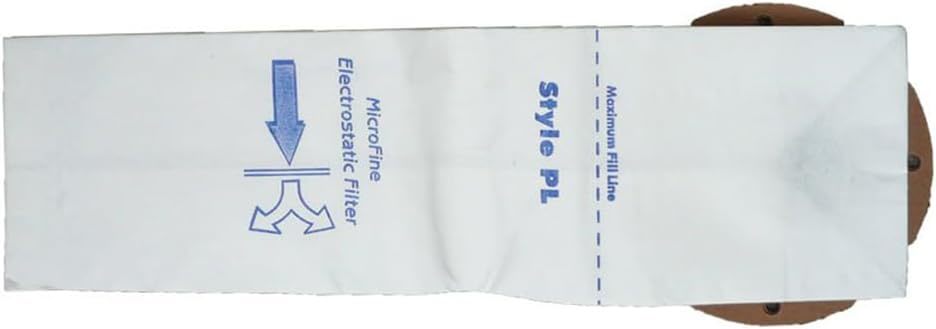 Maximum Fill Line
Style PL
MicroFine
Electrostatic Filter